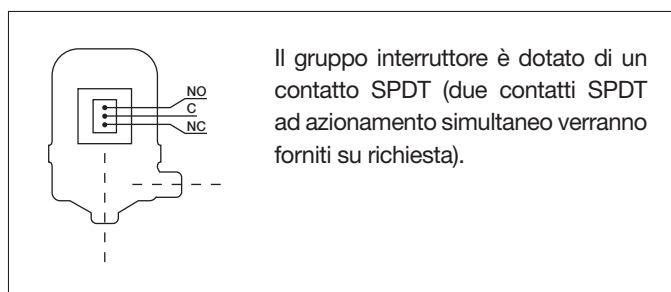 NO
C
NC
Il gruppo interruttore è dotato di un
contatto SPDT (due contatti SPDT
ad azionamento simultaneo verranno
forniti su richiesta).